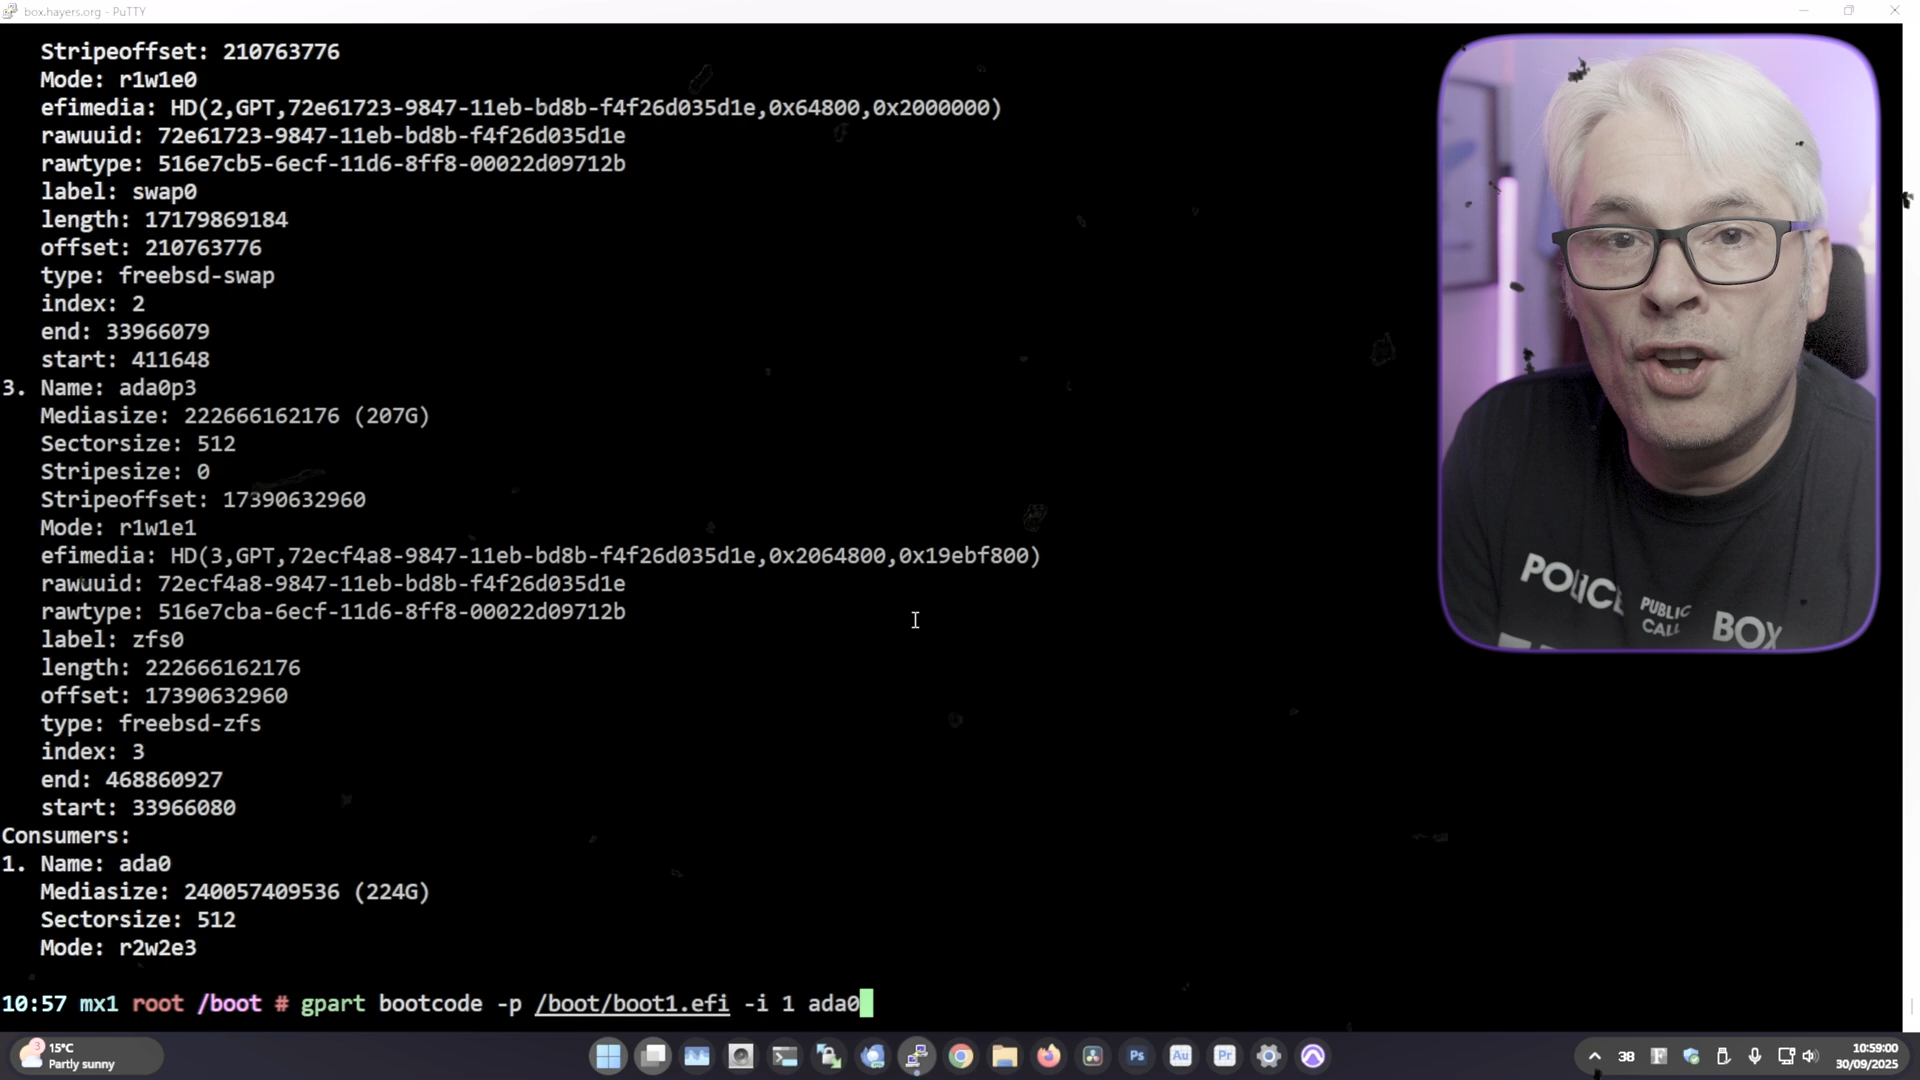 box.hayers.org - PuTTY
Stripeoffset: 210763776
Mode: r1w1e0
efimedia: HD(2,GPT,72e61723-9847-11eb-bd8b-f4f26d035d1e,0x64800,0x2000000)
rawuuid: 72e61723-9847-11eb-bd8b-f4f26d035d1e
rawtype: 516e7cb5-6ecf-11d6-8ff8-00022d09712b
label: swap0
length: 17179869184
offset: 210763776
type: freebsd-swap
index: 2
end: 33966079
start: 411648
3. Name: ada0p3
Mediasize: 222666162176 (207G)
Sectorsize: 512
Stripesize: 0
Stripeoffset: 17390632960
Mode: r1w1e1
efimedia: HD(3,GPT,72ecf4a8-9847-11eb-bd8b-f4f26d035d1e,0x2064800,0x19ebf800)
rawuuid: 72ecf4a8-9847-11eb-bd8b-f4f26d035d1e
rawtype: 516e7cba-6ecf-11d6-8ff8-00022d09712b
label: zfs0
length: 222666162176
offset: 17390632960
type: freebsd-zfs
index: 3
end: 468860927
start: 33966080
Consumers:
1. Name: ada0
Mediasize: 240057409536 (224G)
Sectorsize: 512
Mode: r2w2e3
10:57 mx1 root /boot # gpart bootcode -p /boot/boot1.efi -i 1 ada0
POLICE PUBLIC CALL BOX
3
15°C
Partly sunny
Ps
Au
Pr
38
F
10:59:00
30/09/2025